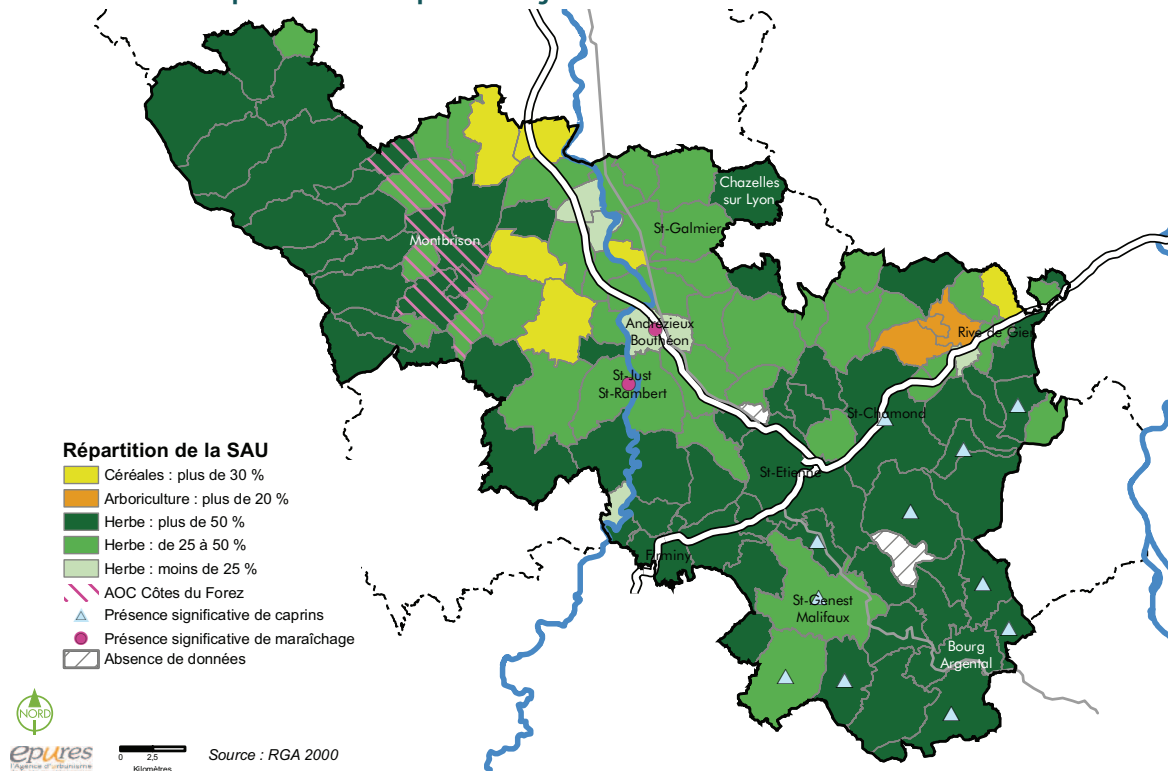 Chazelles
sur Lyon
St-Galmier
Montbrison
Andrézieux
Bouthéon
Rive de Gier
St-Just
St-Rambert
St-Chamond
St-Etienne
Firminy
St-Genest
Malifaux
Bourg
Argental
Répartition de la SAU
Céréales : plus de 30 %
Arboriculture : plus de 20 %
Herbe : plus de 50 %
Herbe : de 25 à 50 %
Herbe : moins de 25 %
AOC Côtes du Forez
Présence significative de caprins
Présence significative de maraîchage
Absence de données
NORD
epures
l'Agence d'urbanisme
0 2,5
Kilomètres
Source : RGA 2000